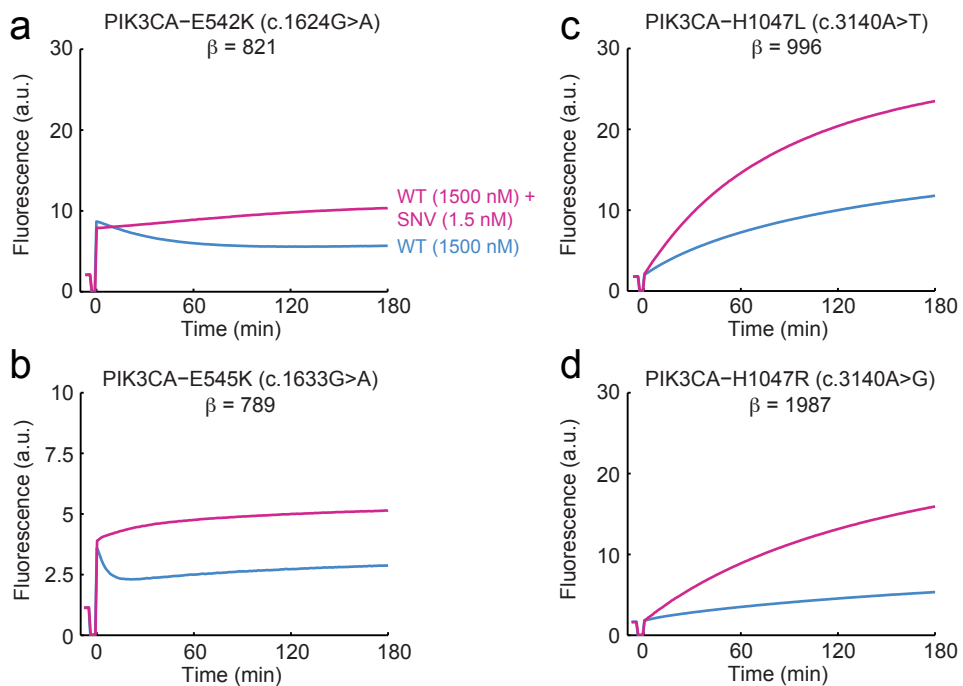 a
PIK3CA−E542K (c.1624G>A)
β = 821
Fluorescence (a.u.)
30
20
10
0
0 60 120 180
Time (min)
WT (1500 nM) +
SNV (1.5 nM)
WT (1500 nM)
b
PIK3CA−E545K (c.1633G>A)
β = 789
Fluorescence (a.u.)
10
7.5
5
2.5
0
0 60 120 180
Time (min)
c
PIK3CA−H1047L (c.3140A>T)
β = 996
Fluorescence (a.u.)
30
20
10
0
0 60 120 180
Time (min)
d
PIK3CA−H1047R (c.3140A>G)
β = 1987
Fluorescence (a.u.)
30
20
10
0
0 60 120 180
Time (min)